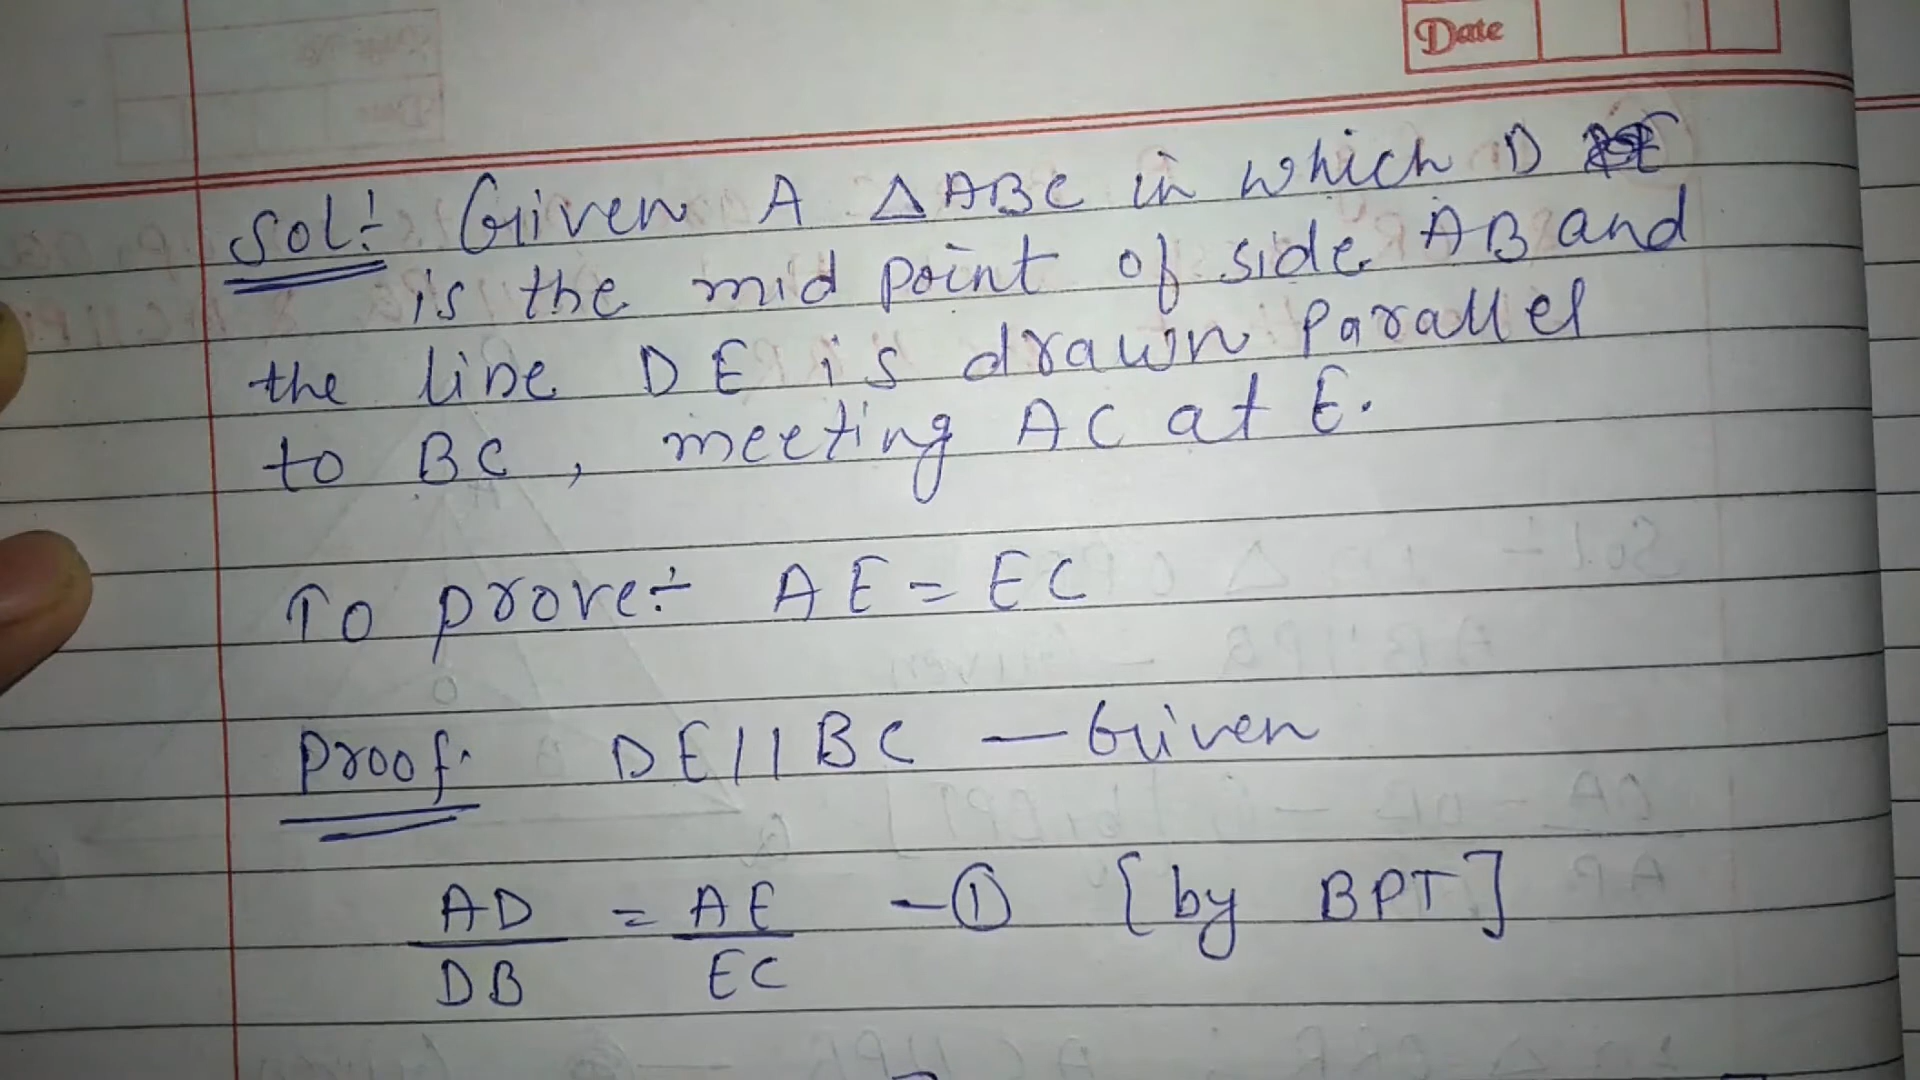 Date
Sol:- Given A △ABC in which D
is the mid point of side AB and
the line DE is drawn parallel
to BC, meeting AC at E.
To prove:- AE = EC
Proof. DE || BC — Given
AD/DB = AE/EC - ① [by BPT]